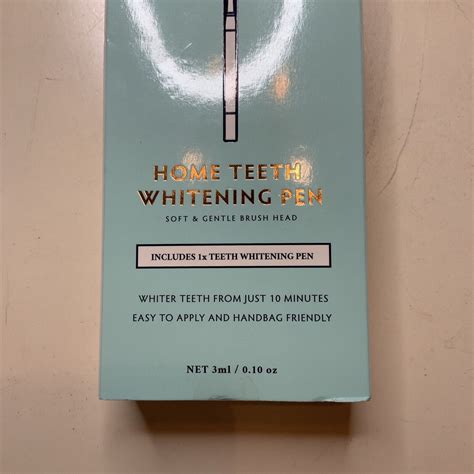 HOME TEETH
WHITENING PEN
SOFT & GENTLE BRUSH HEAD
INCLUDES 1x TEETH WHITENING PEN
WHITER TEETH FROM JUST 10 MINUTES
EASY TO APPLY AND HANDBAG FRIENDLY
NET 3ml / 0.10 oz